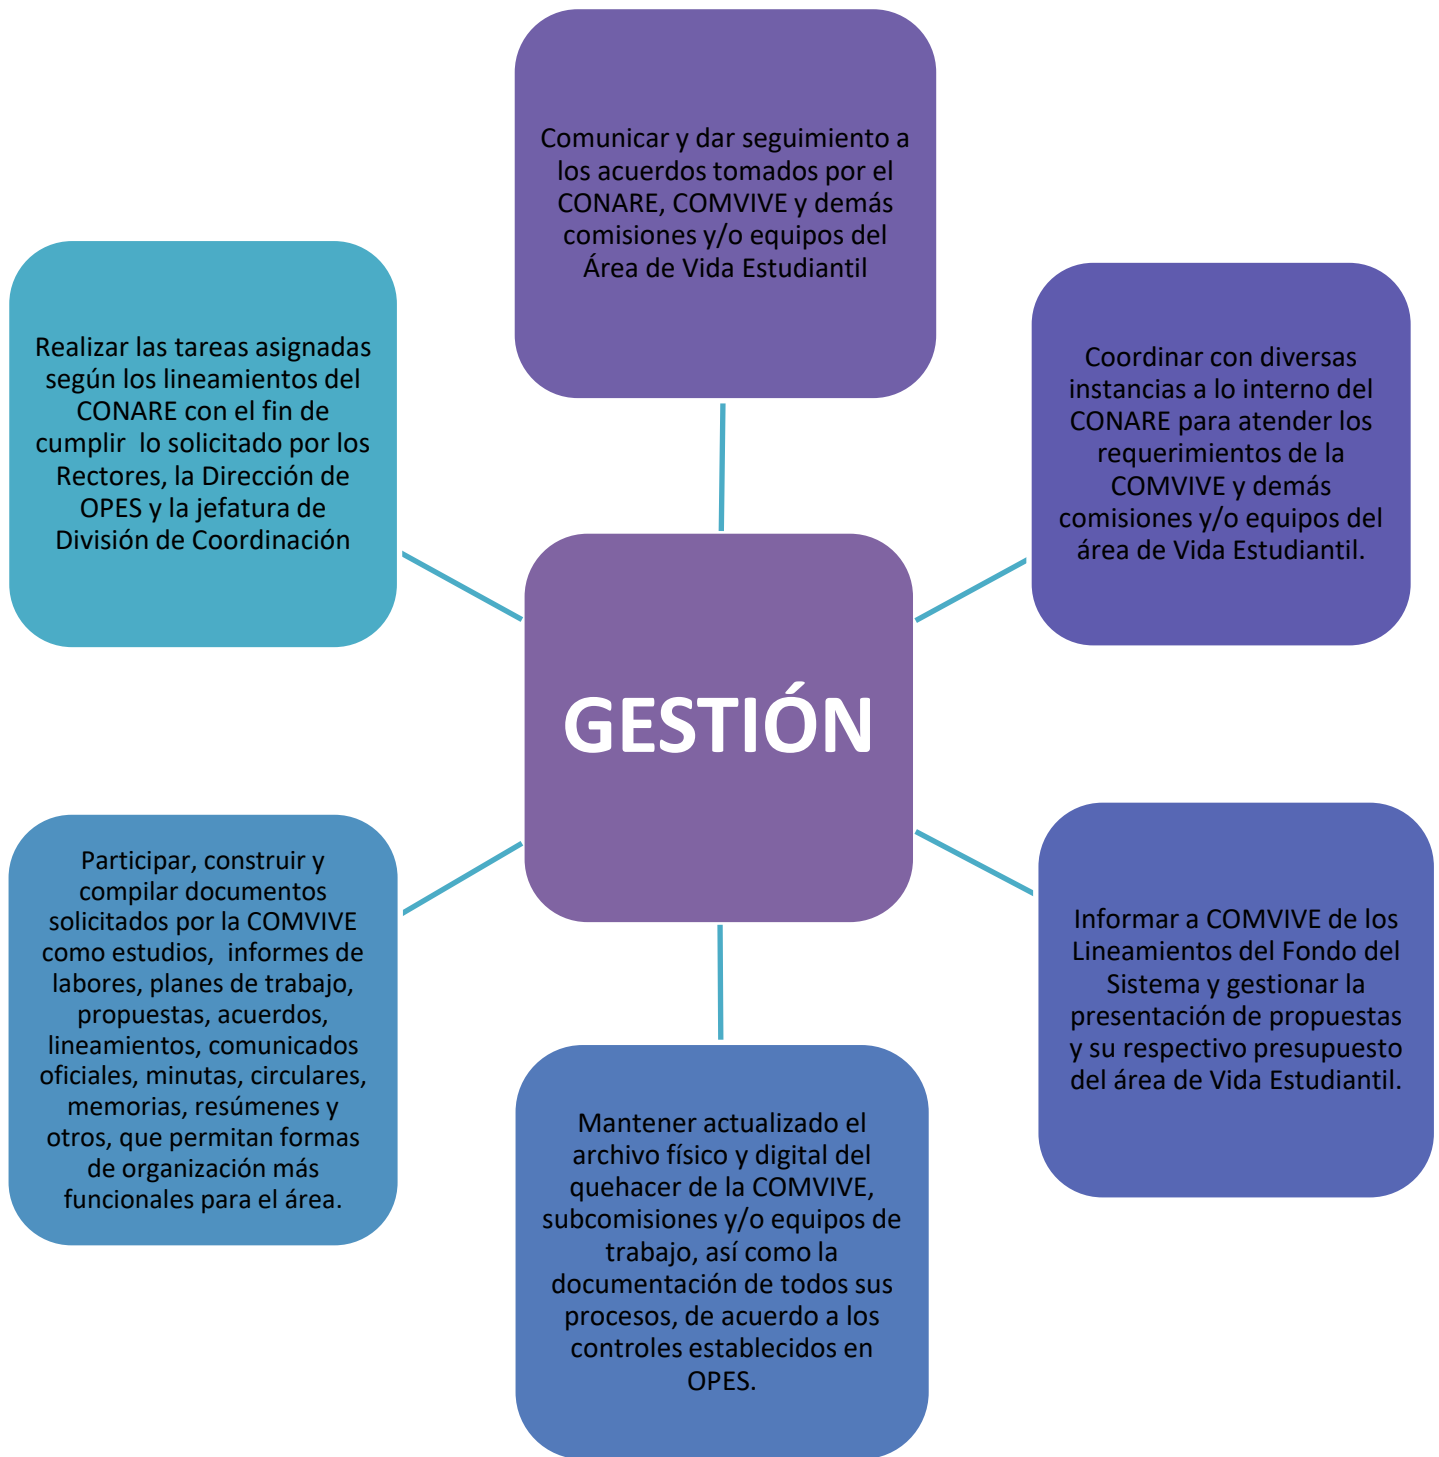 Comunicar y dar seguimiento a
los acuerdos tomados por el
CONARE, COMVIVE y demás
comisiones y/o equipos del
Área de Vida Estudiantil
Coordinar con diversas
instancias a lo interno del
CONARE para atender los
requerimientos de la
COMVIVE y demás
comisiones y/o equipos del
área de Vida Estudiantil.
Informar a COMVIVE de los
Lineamientos del Fondo del
Sistema y gestionar la
presentación de propuestas
y su respectivo presupuesto
del área de Vida Estudiantil.
Mantener actualizado el
archivo físico y digital del
quehacer de la COMVIVE,
subcomisiones y/o equipos de
trabajo, así como la
documentación de todos sus
procesos, de acuerdo a los
controles establecidos en
OPES.
Participar, construir y
compilar documentos
solicitados por la COMVIVE
como estudios,  informes de
labores, planes de trabajo,
propuestas, acuerdos,
lineamientos, comunicados
oficiales, minutas, circulares,
memorias, resúmenes y
otros, que permitan formas
de organización más
funcionales para el área.
Realizar las tareas asignadas
según los lineamientos del
CONARE con el fin de
cumplir  lo solicitado por los
Rectores, la Dirección de
OPES y la jefatura de
División de Coordinación
GESTIÓN